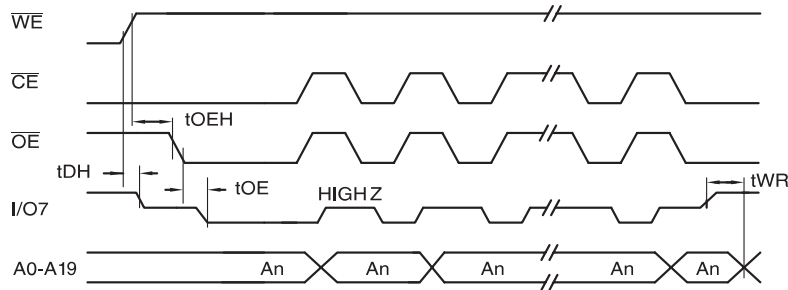 WE
CE
tOEH
OE
tDH
tOE
tWR
HIGH Z
I/O7
A0-A19 An An An An An